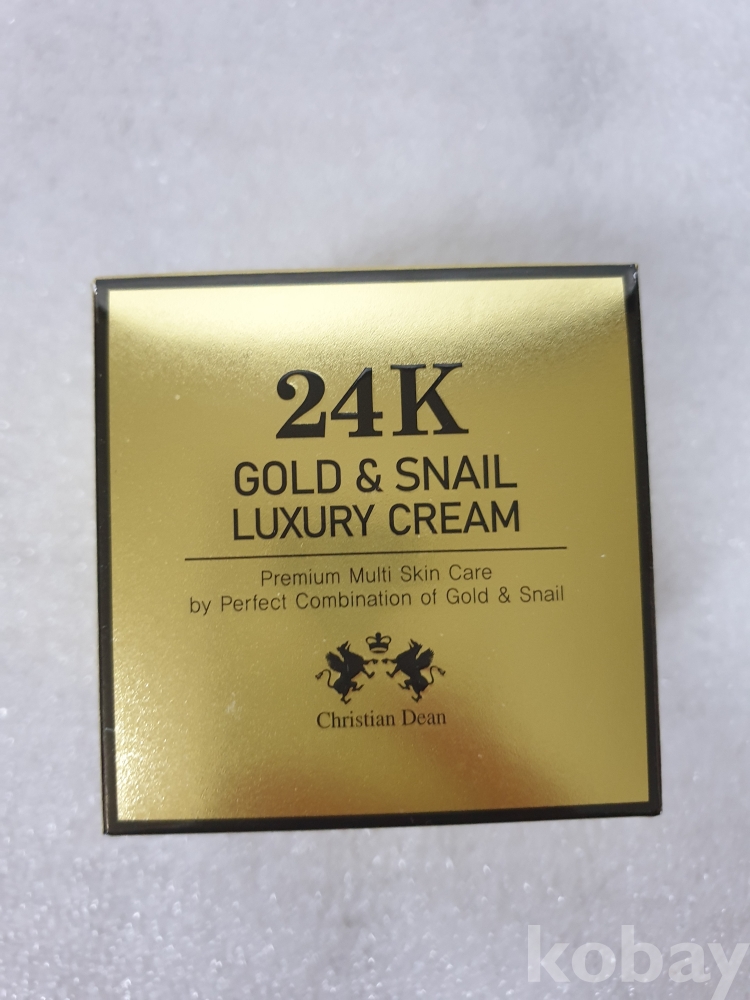 24K
GOLD & SNAIL
LUXURY CREAM
Premium Multi Skin Care
by Perfect Combination of Gold & Snail
Christian Dean
kobay